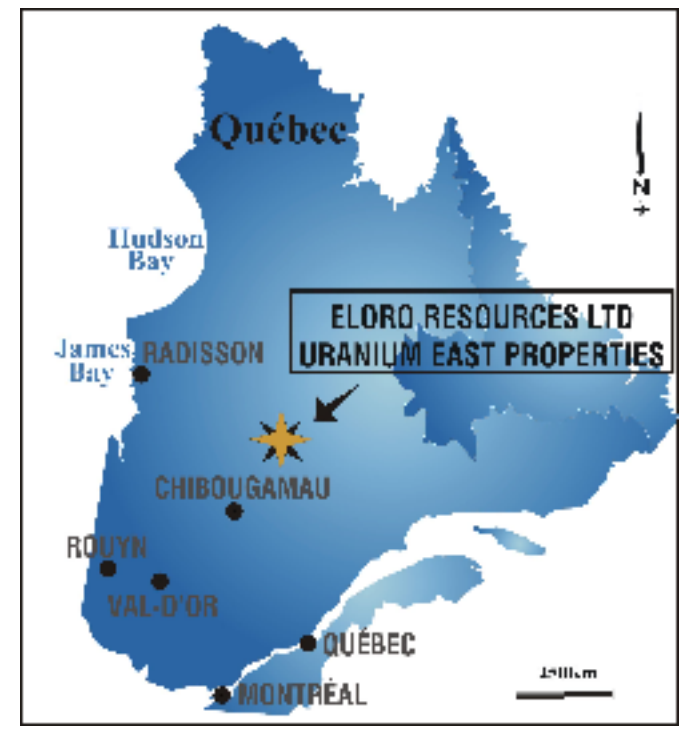 Québec
N
Hudson
Bay
ELORO RESOURCES LTD
URANIUM EAST PROPERTIES
James
Bay
RADISSON
CHIBOUGAMAU
ROUYN
VAL-D'OR
QUÉBEC
MONTRÉAL